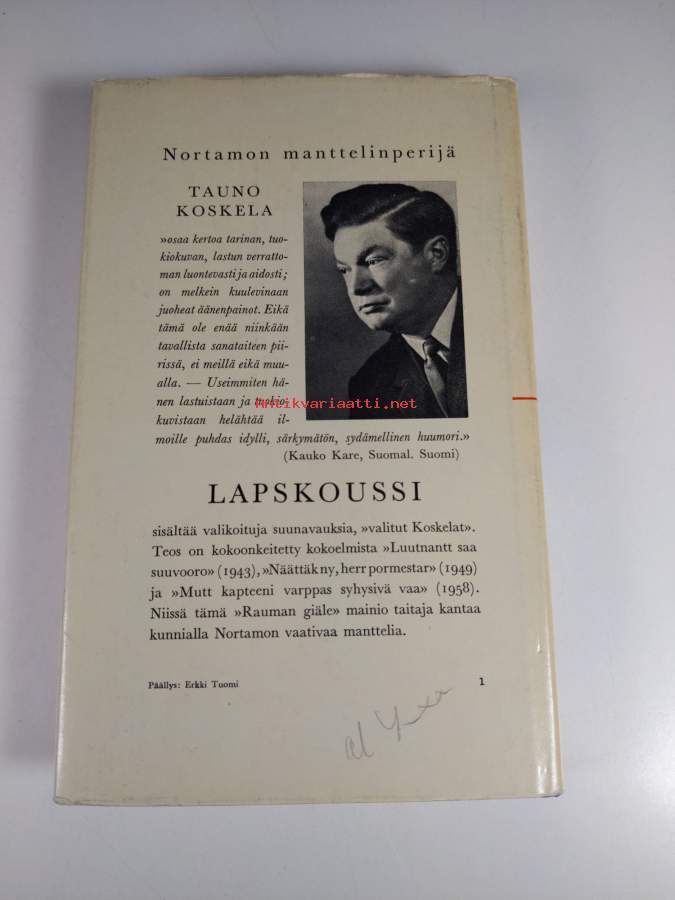 Nortamon manttelinperijä
TAUNO
KOSKELA
»osaa kertoa tarinan, tuo-
kiokuvan, lastun verratto-
man luontevasti ja aidosti;
on melkein kuulevinaan
juoheat äänenpainot. Eikä
tämä ole enää niinkään
tavallista sanataiteen pii-
rissä, ei meillä eikä muu-
alla. — Useimmiten hä-
nen lastuistaan ja tuokio-
kuvistaan helähtää il-
moille puhdas idylli, särkymätön, sydämellinen huumori.»
(Kauko Kare, Suomal. Suomi)
Antikvariaatti.net
LAPSKOUSSI
sisältää valikoituja suunavauksia, »valitut Koskelat».
Teos on kokoonkeitetty kokoelmista »Luutnantt saa
suuvooro» (1943), »Näättäk ny, herr pormestar» (1949)
ja »Mutt kapteeni varppas syhysivä vaa» (1958).
Niissä tämä »Rauman giäle» mainio taitaja kantaa
kunnialla Nortamon vaativaa manttelia.
Päällys: Erkki Tuomi
1